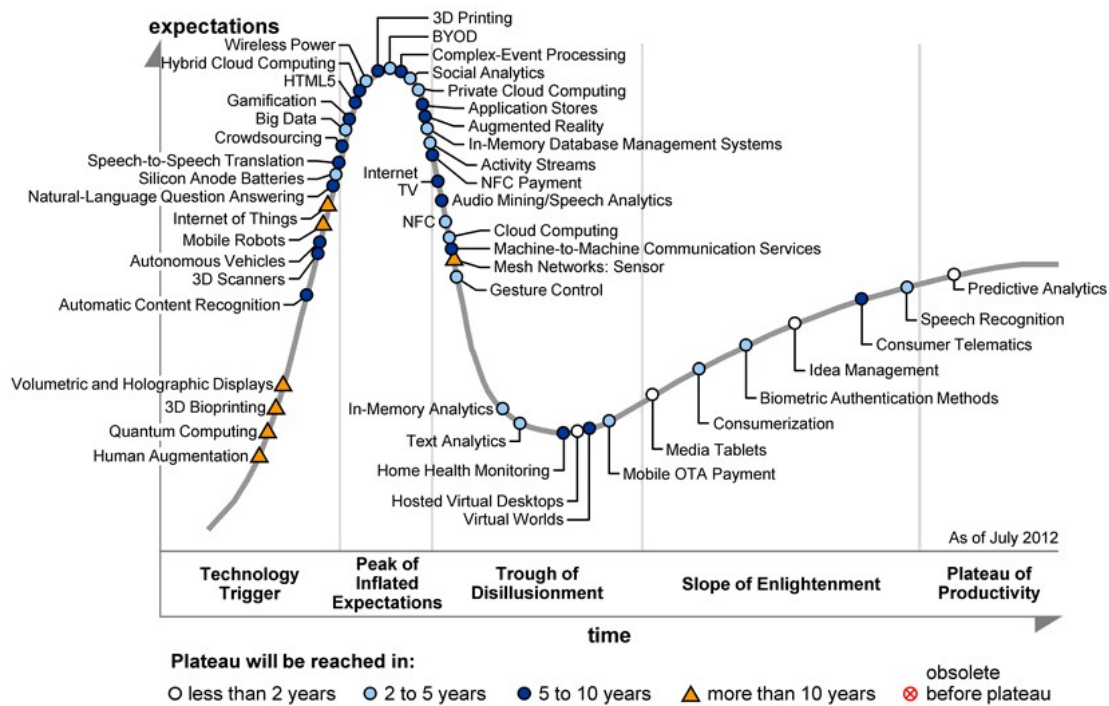 expectations
3D Printing
BYOD
Wireless Power
Complex-Event Processing
Hybrid Cloud Computing
Social Analytics
HTML5
Private Cloud Computing
Gamification
Application Stores
Big Data
Augmented Reality
Crowdsourcing
In-Memory Database Management Systems
Speech-to-Speech Translation
Activity Streams
Silicon Anode Batteries
Internet
TV
NFC Payment
Natural-Language Question Answering
Audio Mining/Speech Analytics
Internet of Things
NFC
Cloud Computing
Mobile Robots
Machine-to-Machine Communication Services
Autonomous Vehicles
Mesh Networks: Sensor
3D Scanners
Gesture Control
Predictive Analytics
Automatic Content Recognition
Speech Recognition
Consumer Telematics
Idea Management
Volumetric and Holographic Displays
Biometric Authentication Methods
3D Bioprinting
In-Memory Analytics
Consumerization
Quantum Computing
Text Analytics
Media Tablets
Human Augmentation
Home Health Monitoring
Mobile OTA Payment
Hosted Virtual Desktops
Virtual Worlds
As of July 2012
Technology
Trigger
Peak of
Inflated
Expectations
Trough of
Disillusionment
Slope of Enlightenment
Plateau of
Productivity
time
Plateau will be reached in:
less than 2 years
2 to 5 years
5 to 10 years
more than 10 years
obsolete
before plateau